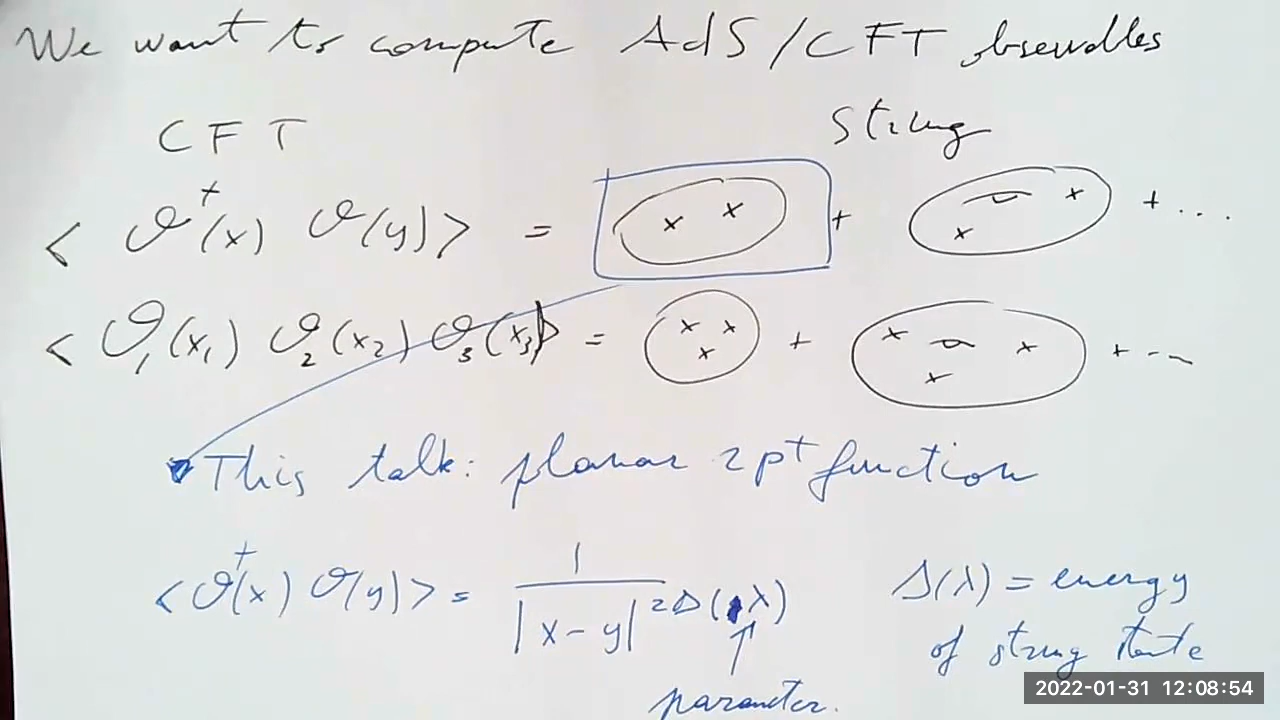 We want to compute AdS/CFT observables
CFT
String
< O†(x) O(y) > = x x + x x + ...
< O₁(x₁) O₂(x₂) O₃(x₃) > = x x x + x x x + ...
This talk: planar 2pt function
< O†(x) O(y) > = 1 / |x-y|^{2Δ(λ)}
Δ(λ) = energy
of string state
parameter.
2022-01-31 12:08:54